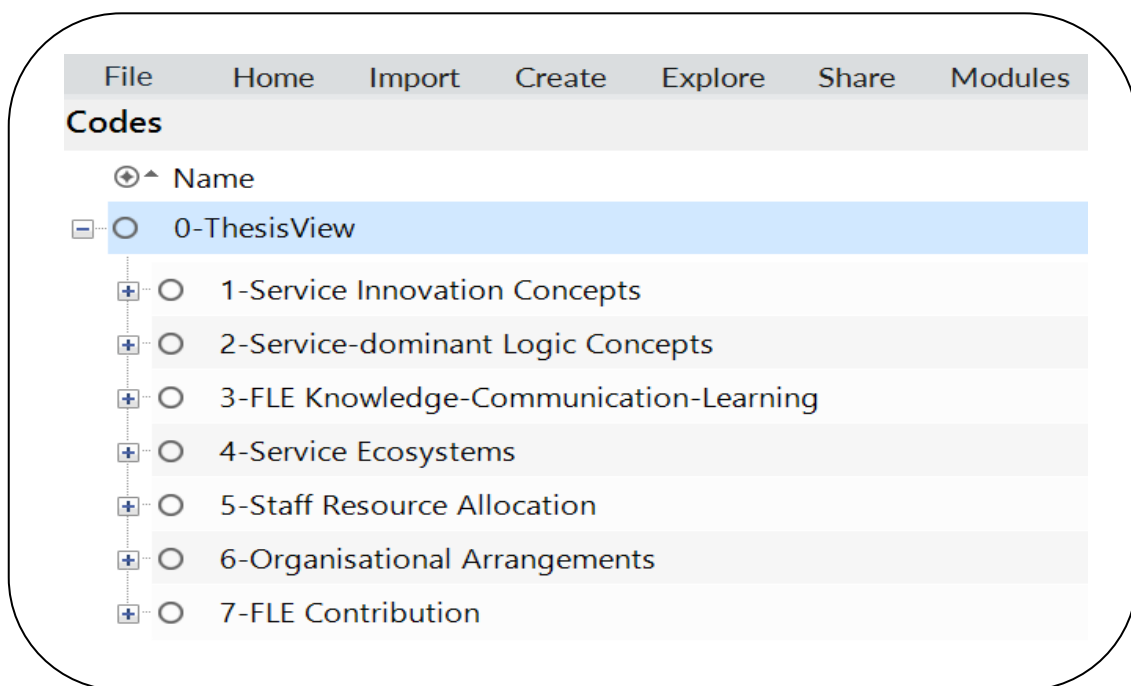 File Home Import Create Explore Share Modules
Codes
Name
0-ThesisView
1-Service Innovation Concepts
2-Service-dominant Logic Concepts
3-FLE Knowledge-Communication-Learning
4-Service Ecosystems
5-Staff Resource Allocation
6-Organisational Arrangements
7-FLE Contribution